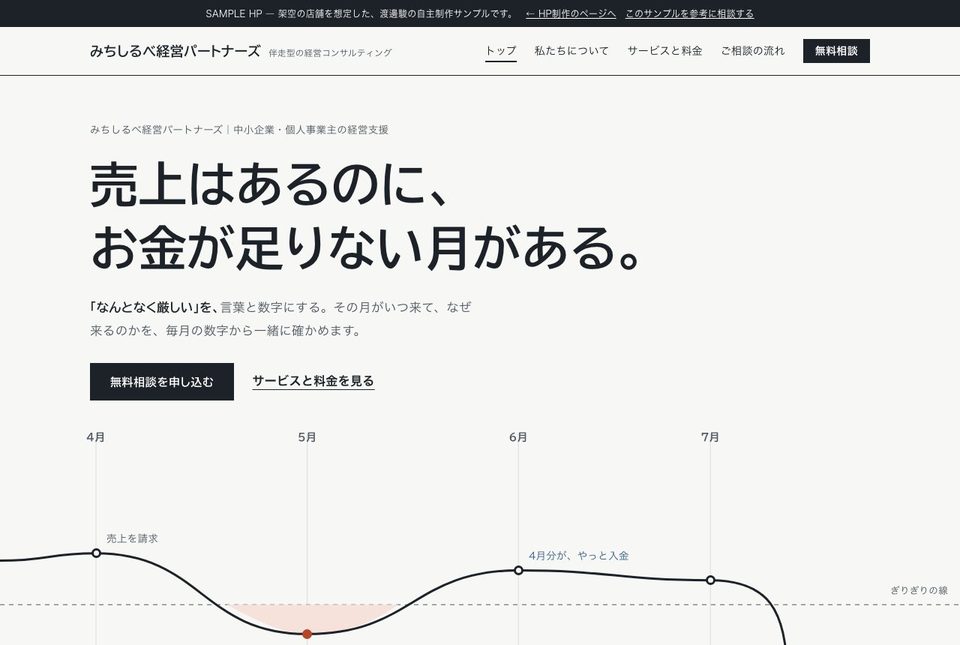 SAMPLE HP — 架空の店舗を想定した、渡邊駿の自主制作サンプルです。 ← HP制作のページへ このサンプルを参考に相談する
みちしるべ経営パートナーズ 伴走型の経営コンサルティング トップ 私たちについて サービスと料金 ご相談の流れ 無料相談
みちしるべ経営パートナーズ｜中小企業・個人事業主の経営支援
売上はあるのに、
お金が足りない月がある。
「なんとなく厳しい」を、言葉と数字にする。その月がいつ来て、なぜ
来るのかを、毎月の数字から一緒に確かめます。
無料相談を申し込む サービスと料金を見る
4月 5月 6月 7月
売上を請求
4月分が、やっと入金
ぎりぎりの線